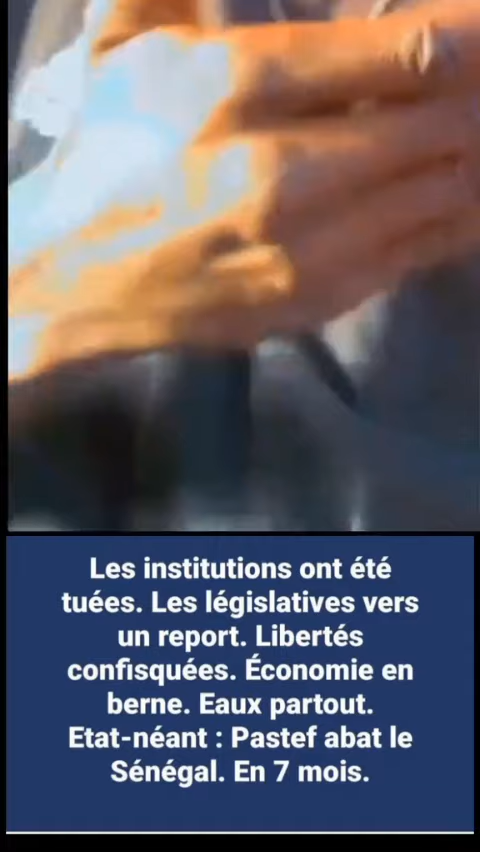 Les institutions ont été
tuées. Les législatives vers
un report. Libertés
confisquées. Économie en
berne. Eaux partout.
Etat-néant : Pastef abat le
Sénégal. En 7 mois.